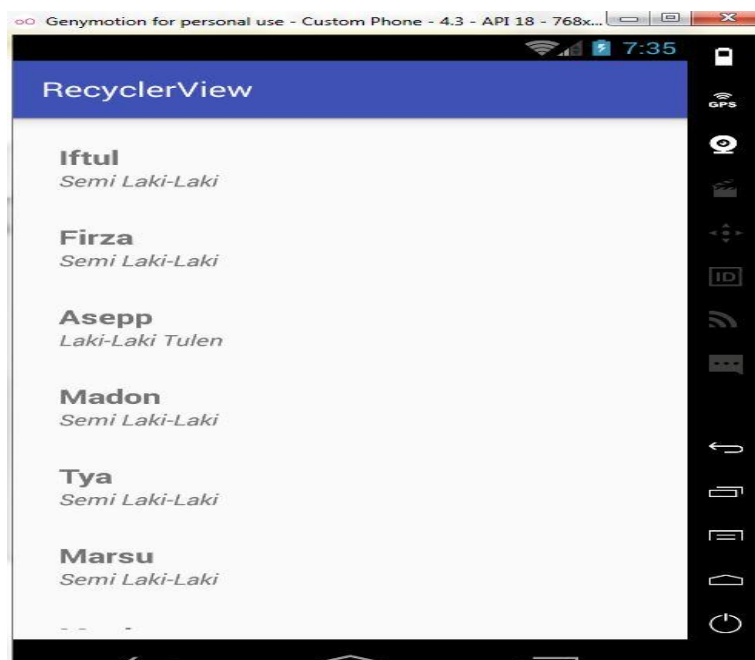 Genymotion for personal use - Custom Phone - 4.3 - API 18 - 768x...
7:35
RecyclerView
GPS
Iftul
Semi Laki-Laki
Firza
Semi Laki-Laki
ID
Asepp
Laki-Laki Tulen
Madon
Semi Laki-Laki
Tya
Semi Laki-Laki
Marsu
Semi Laki-Laki